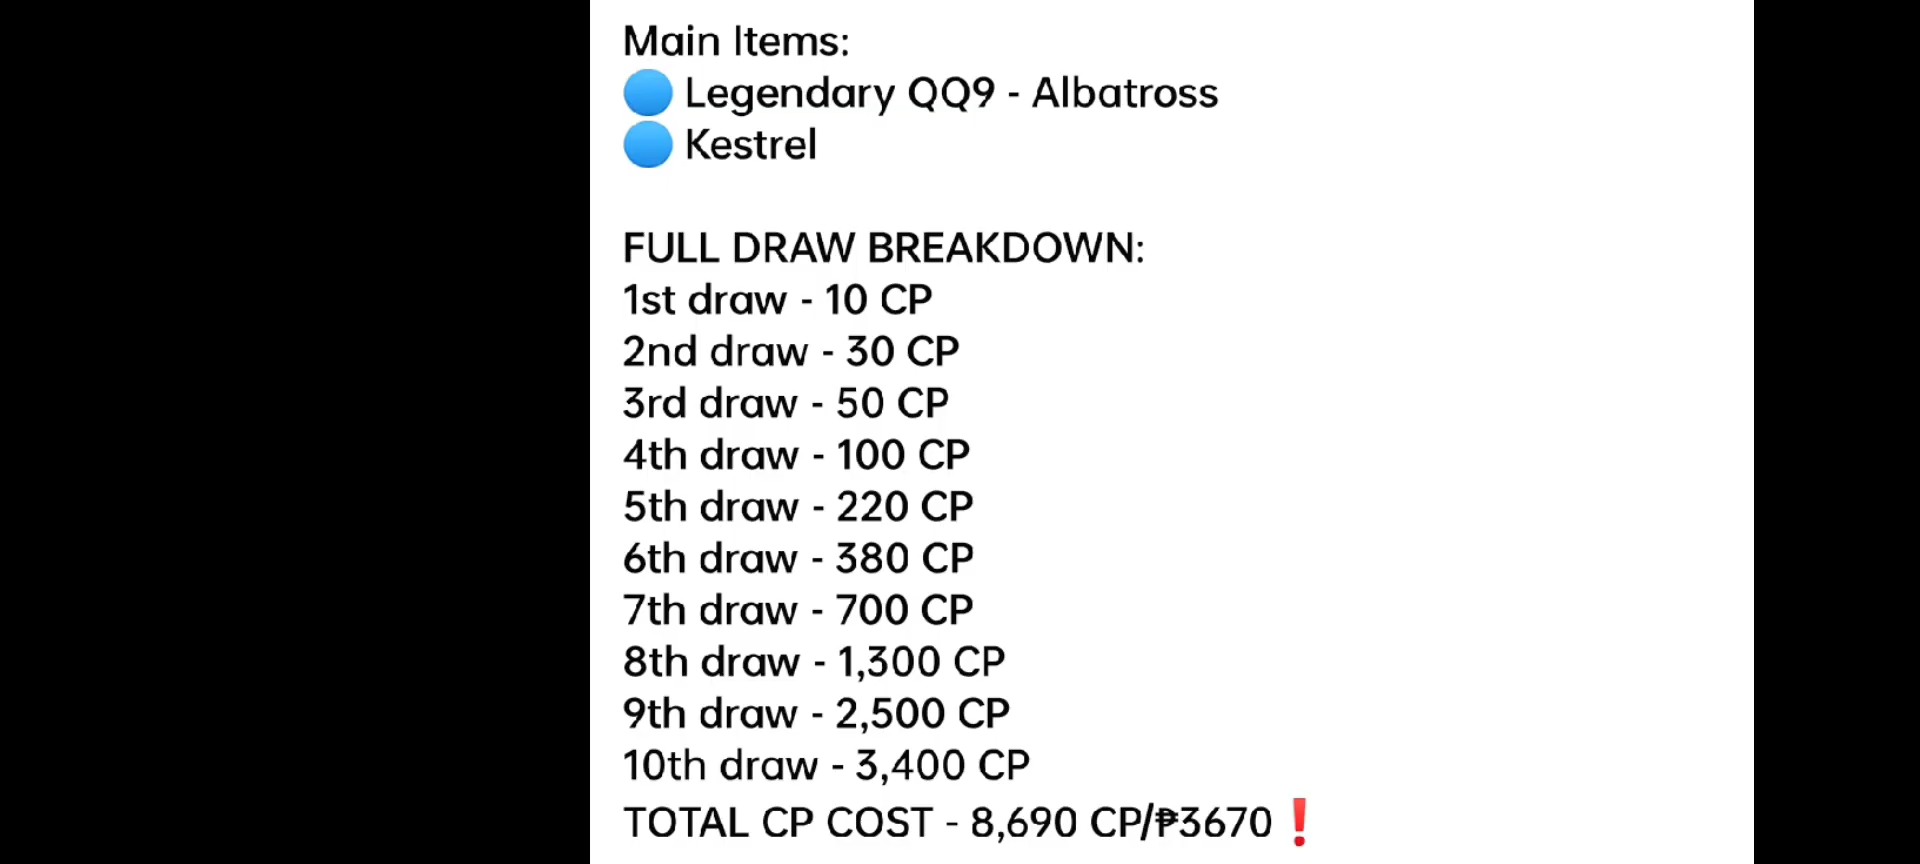 Main Items:
🔵 Legendary QQ9 - Albatross
🔵 Kestrel
FULL DRAW BREAKDOWN:
1st draw - 10 CP
2nd draw - 30 CP
3rd draw - 50 CP
4th draw - 100 CP
5th draw - 220 CP
6th draw - 380 CP
7th draw - 700 CP
8th draw - 1,300 CP
9th draw - 2,500 CP
10th draw - 3,400 CP
TOTAL CP COST - 8,690 CP/₱3670❗